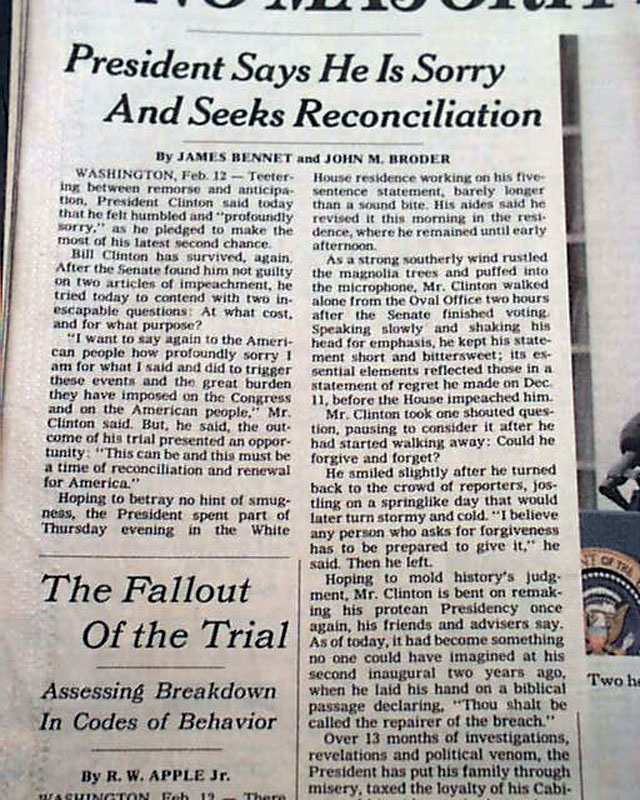 NO MAJORIT
President Says He Is Sorry
And Seeks Reconciliation
By JAMES BENNET and JOHN M. BRODER
WASHINGTON, Feb. 12 — Teeter-
ing between remorse and anticipa-
tion, President Clinton said today
that he felt humbled and "profoundly
sorry," as he pledged to make the
most of his latest second chance.
Bill Clinton has survived, again.
After the Senate found him not guilty
on two articles of impeachment, he
tried today to contend with two in-
escapable questions: At what cost,
and for what purpose?
"I want to say again to the Ameri-
can people how profoundly sorry I
am for what I said and did to trigger
these events and the great burden
they have imposed on the Congress
and on the American people," Mr.
Clinton said. But, he said, the out-
come of his trial presented an oppor-
tunity: "This can be and this must be
a time of reconciliation and renewal
for America."
Hoping to betray no hint of smug-
ness, the President spent part of
Thursday evening in the White
House residence working on his five-
sentence statement, barely longer
than a sound bite. His aides said he
revised it this morning in the resi-
dence, where he remained until early
afternoon.
As a strong southerly wind rustled
the magnolia trees and puffed into
the microphone, Mr. Clinton walked
alone from the Oval Office two hours
after the Senate finished voting.
Speaking slowly and shaking his
head for emphasis, he kept his state-
ment short and bittersweet; its es-
sential elements reflected those in a
statement of regret he made on Dec.
11, before the House impeached him.
Mr. Clinton took one shouted ques-
tion, pausing to consider it after he
had started walking away: Could he
forgive and forget?
He smiled slightly after he turned
back to the crowd of reporters, jos-
tling on a springlike day that would
later turn stormy and cold. "I believe
any person who asks for forgiveness
has to be prepared to give it," he
said. Then he left.
Hoping to mold history's judg-
ment, Mr. Clinton is bent on remak-
ing his protean Presidency once
again, his friends and advisers say.
As of today, it had become something
no one could have imagined at his
second inaugural two years ago,
when he laid his hand on a biblical
passage declaring, "Thou shalt be
called the repairer of the breach."
Over 13 months of investigations,
revelations and political venom, the
President has put his family through
misery, taxed the loyalty of his Cabi-
The Fallout
Of the Trial
Assessing Breakdown
In Codes of Behavior
By R. W. APPLE Jr.
WASHINGTON, Feb. 12 — There
T OF THE
Two he